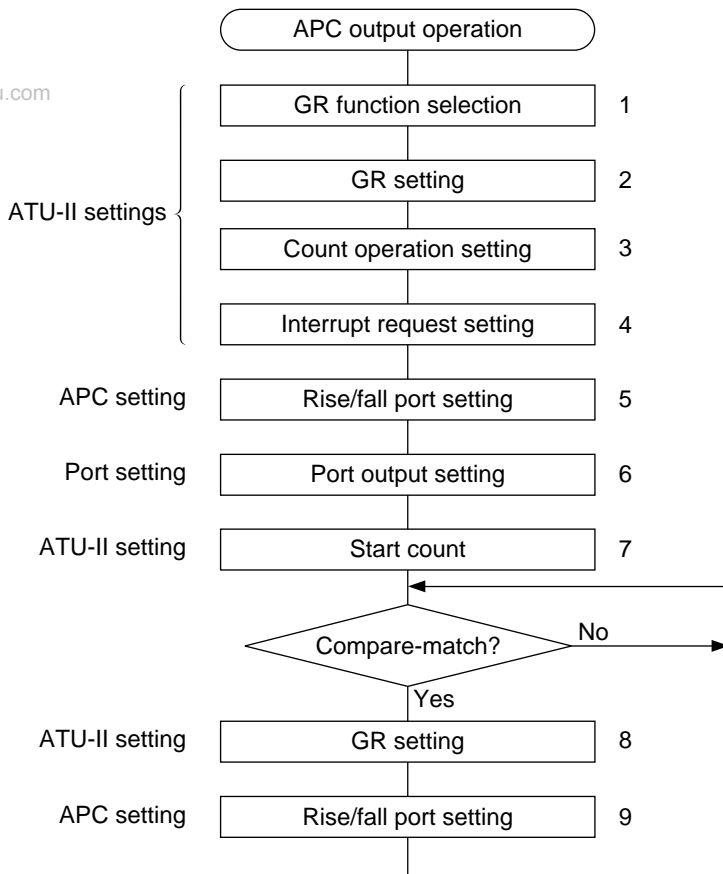 APC output operation
u.com
GR function selection 1
GR setting 2
ATU-II settings
Count operation setting 3
Interrupt request setting 4
APC setting Rise/fall port setting 5
Port setting Port output setting 6
ATU-II setting Start count 7
Compare-match? No
Yes
ATU-II setting GR setting 8
APC setting Rise/fall port setting 9